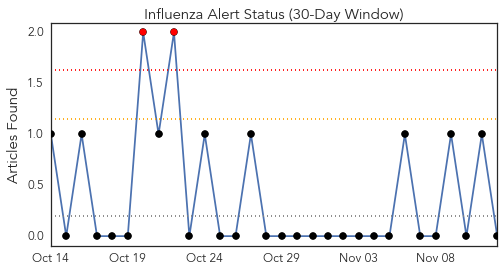 Influenza Alert Status (30-Day Window)
Articles Found
2.0
1.5
1.0
0.5
0.0
Oct 14 Oct 19 Oct 24 Oct 29 Nov 03 Nov 08